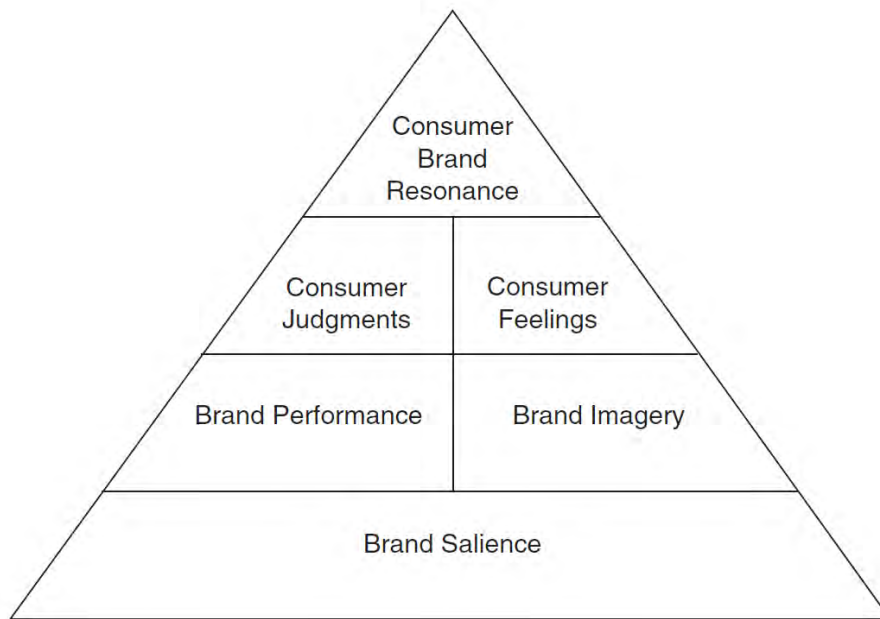 Consumer
Brand
Resonance
Consumer
Judgments
Consumer
Feelings
Brand Performance
Brand Imagery
Brand Salience